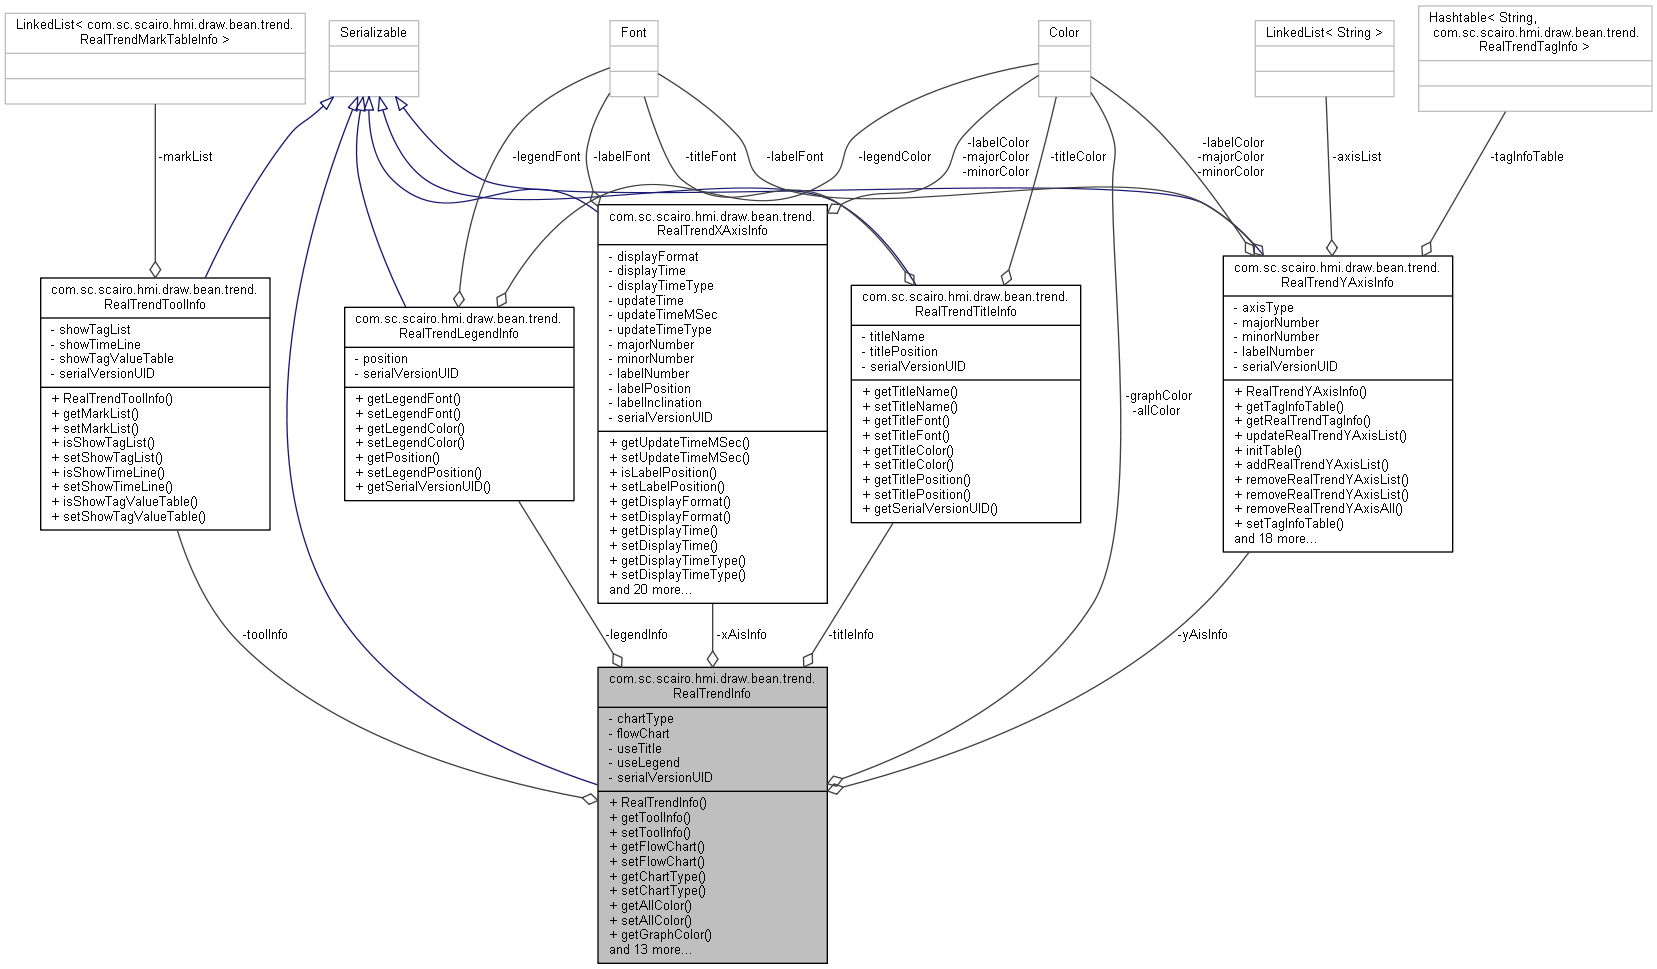 LinkedList< com.sc.scairo.hmi.draw.bean.trend.
RealTrendMarkTableInfo >
Serializable
Font
Color
LinkedList< String >
Hashtable< String,
com.sc.scairo.hmi.draw.bean.trend.
RealTrendTagInfo >
-markList
-legendFont
-labelFont
-titleFont
-labelFont
-legendColor
-labelColor
-majorColor
-minorColor
-titleColor
-labelColor
-majorColor
-minorColor
-axisList
-tagInfoTable
com.sc.scairo.hmi.draw.bean.trend.
RealTrendToolInfo
- showTagList
- showTimeLine
- showTagValueTable
- serialVersionUID
+ RealTrendToolInfo()
+ getMarkList()
+ setMarkList()
+ isShowTagList()
+ setShowTagList()
+ isShowTimeLine()
+ setShowTimeLine()
+ isShowTagValueTable()
+ setShowTagValueTable()
com.sc.scairo.hmi.draw.bean.trend.
RealTrendLegendInfo
- position
- serialVersionUID
+ getLegendFont()
+ setLegendFont()
+ getLegendColor()
+ setLegendColor()
+ getPosition()
+ setLegendPosition()
+ getSerialVersionUID()
com.sc.scairo.hmi.draw.bean.trend.
RealTrendXAxisInfo
- displayFormat
- displayTime
- displayTimeType
- updateTime
- updateTimeMSec
- updateTimeType
- majorNumber
- minorNumber
- labelNumber
- labelPosition
- labelInclination
- serialVersionUID
+ getUpdateTimeMSec()
+ setUpdateTimeMSec()
+ isLabelPosition()
+ setLabelPosition()
+ getDisplayFormat()
+ setDisplayFormat()
+ getDisplayTime()
+ setDisplayTime()
+ getDisplayTimeType()
+ setDisplayTimeType()
and 20 more...
com.sc.scairo.hmi.draw.bean.trend.
RealTrendTitleInfo
- titleName
- titlePosition
- serialVersionUID
+ getTitleName()
+ setTitleName()
+ getTitleFont()
+ setTitleFont()
+ getTitleColor()
+ setTitleColor()
+ getTitlePosition()
+ setTitlePosition()
+ getSerialVersionUID()
com.sc.scairo.hmi.draw.bean.trend.
RealTrendYAxisInfo
- axisType
- majorNumber
- minorNumber
- labelNumber
- serialVersionUID
+ RealTrendYAxisInfo()
+ getTagInfoTable()
+ getRealTrendTagInfo()
+ updateRealTrendYAxisList()
+ initTable()
+ addRealTrendYAxisList()
+ removeRealTrendYAxisList()
+ removeRealTrendYAxisList()
+ removeRealTrendYAxisAll()
+ setTagInfoTable()
and 18 more...
-graphColor
-allColor
-toolInfo
-legendInfo
-xAisInfo
-titleInfo
-yAisInfo
com.sc.scairo.hmi.draw.bean.trend.
RealTrendInfo
- chartType
- flowChart
- useTitle
- useLegend
- serialVersionUID
+ RealTrendInfo()
+ getToolInfo()
+ setToolInfo()
+ getFlowChart()
+ setFlowChart()
+ getChartType()
+ setChartType()
+ getAllColor()
+ setAllColor()
+ getGraphColor()
and 13 more...